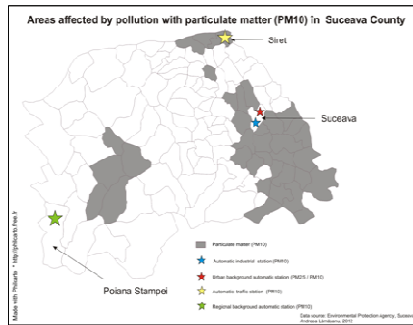 Areas affected by pollution with particulate matter (PM10) in Suceava County
Siret
Suceava
Poiana Stampei
Particulate matter (PM10)
Automatic industrial station (PM10)
Urban background automatic station (PM2.5 / PM10)
Automatic traffic station (PM10)
Regional background automatic station (PM10)
Made with Philcarto * http://philcarto.free.fr
Data source: Environmental Protection agency, Suceava
2010